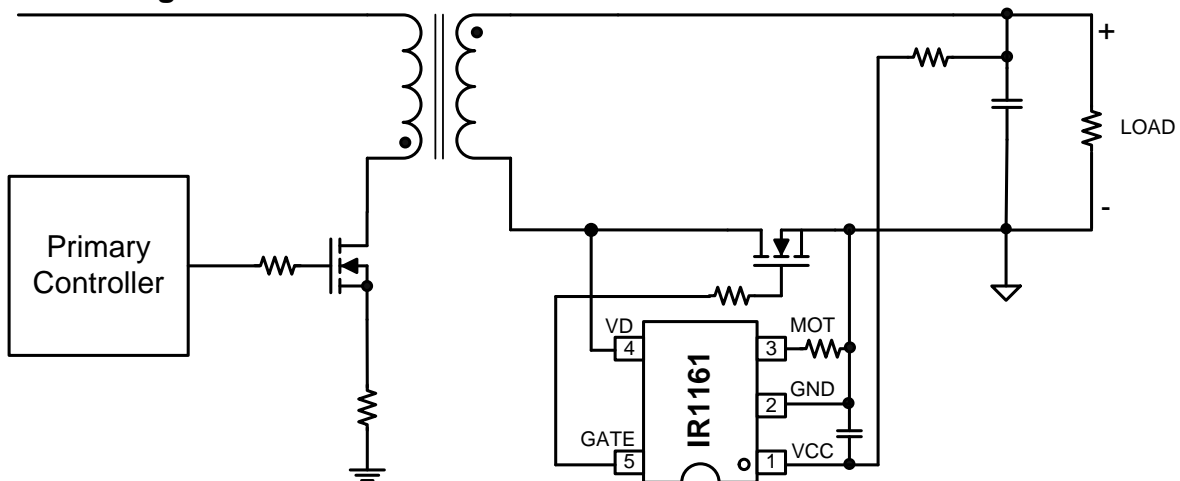 +
LOAD
-
Primary
Controller
VD
MOT
4
3
IR1161
GND
2
GATE
VCC
5
1